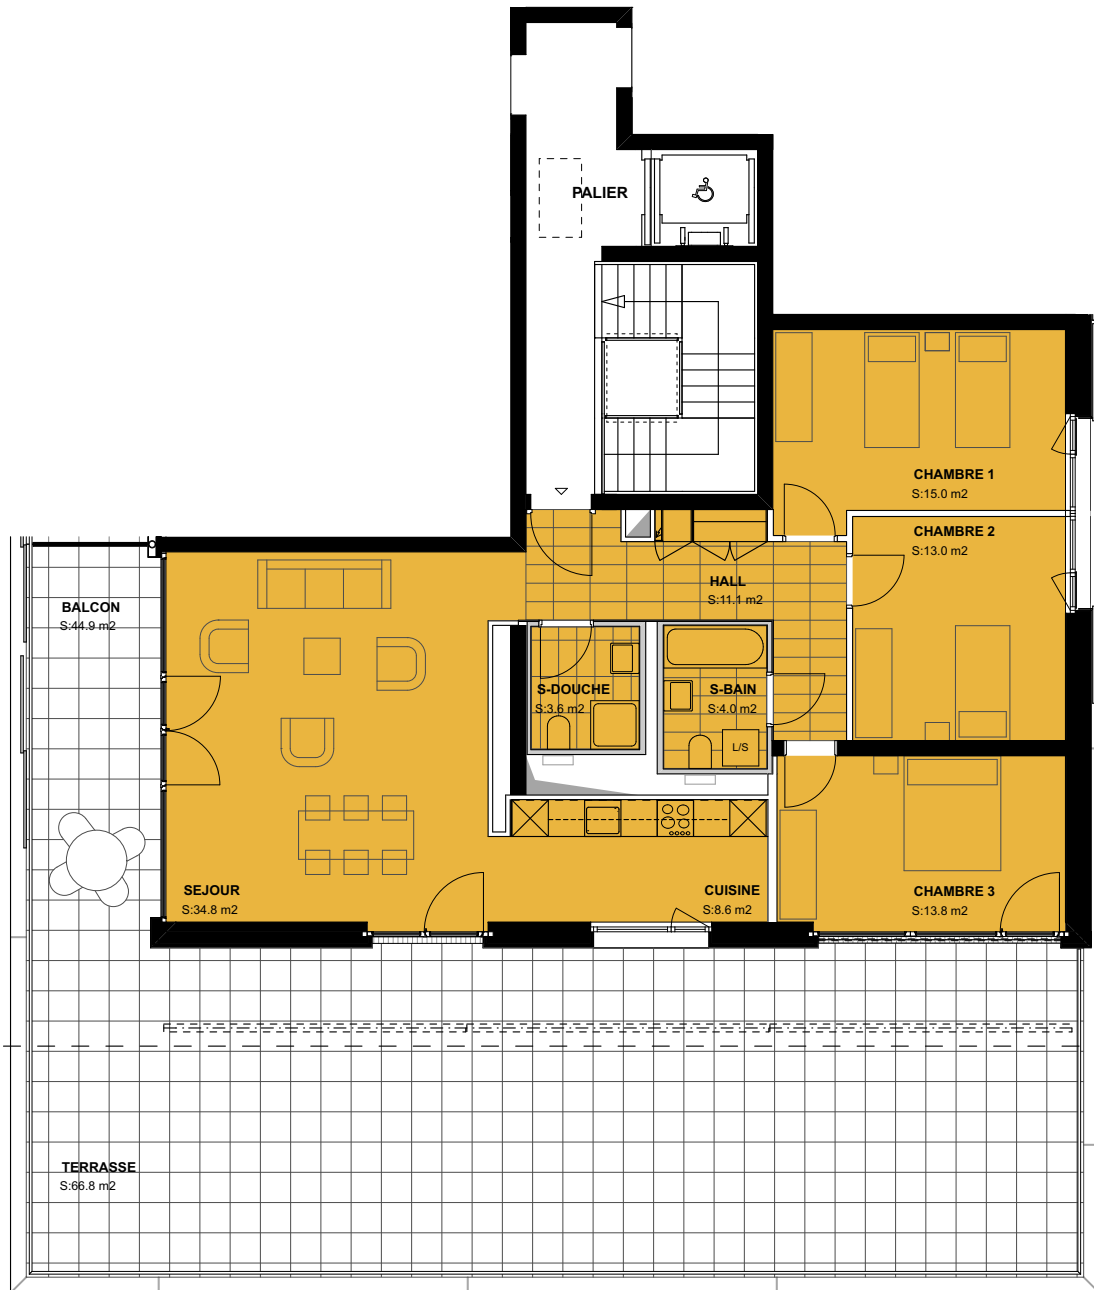 PALIER
CHAMBRE 1
S:15.0 m2
CHAMBRE 2
S:13.0 m2
HALL
S:11.1 m2
BALCON
S:44.9 m2
S-DOUCHE
S:3.6 m2
S-BAIN
S:4.0 m2
L/S
SEJOUR
S:34.8 m2
CUISINE
S:8.6 m2
CHAMBRE 3
S:13.8 m2
TERRASSE
S:66.8 m2